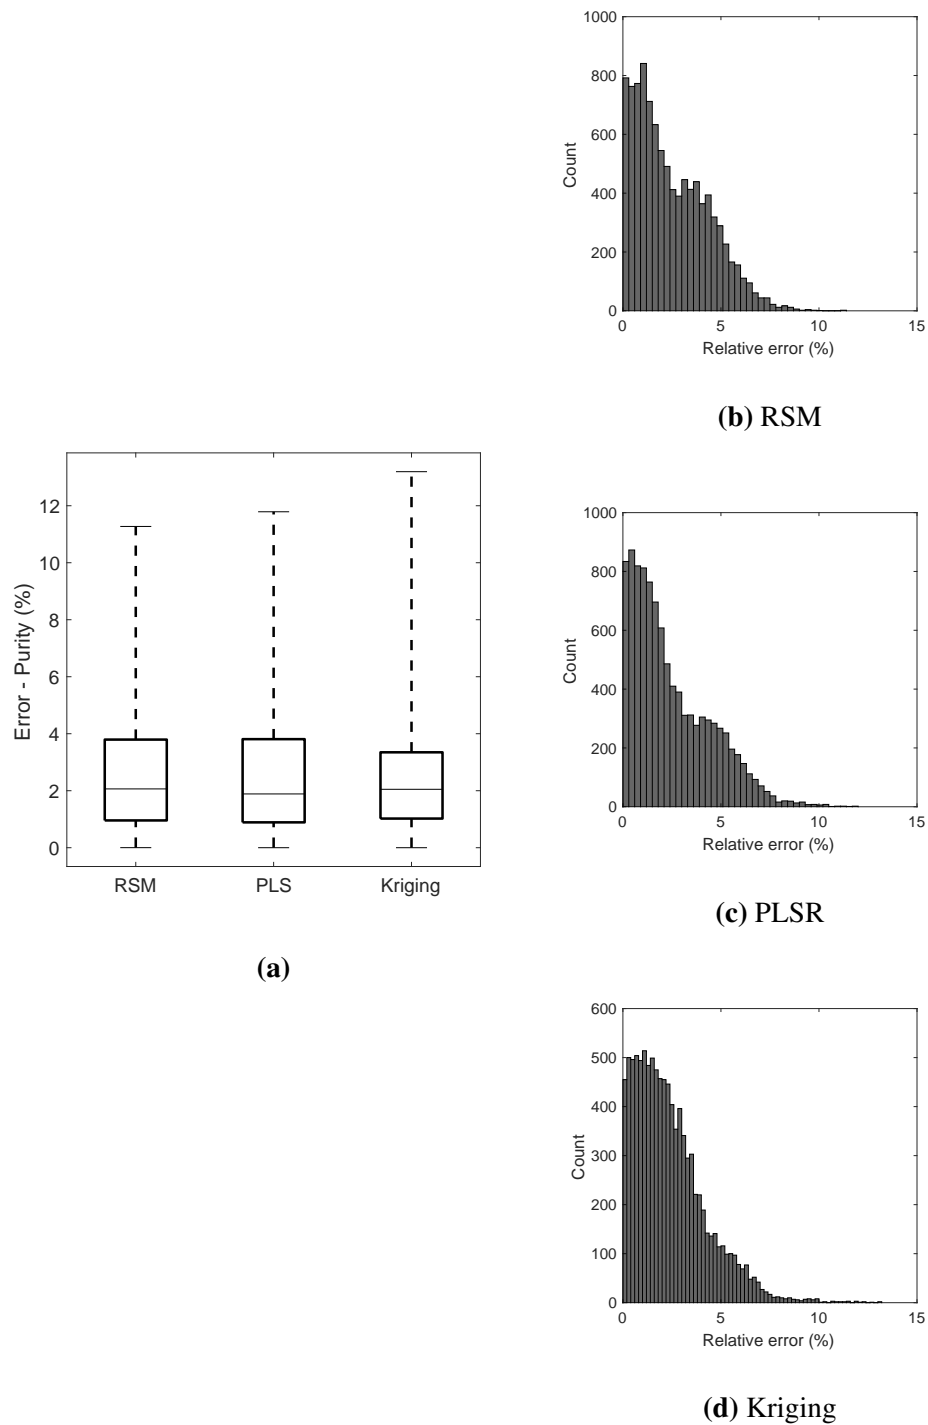 1000
800
600
400
200
0
Count
0 5 10 15
Relative error (%)
(b) RSM
12
10
8
6
4
2
0
Error - Purity (%)
RSM PLS Kriging
(a)
1000
800
600
400
200
0
Count
0 5 10 15
Relative error (%)
(c) PLSR
600
500
400
300
200
100
0
Count
0 5 10 15
Relative error (%)
(d) Kriging